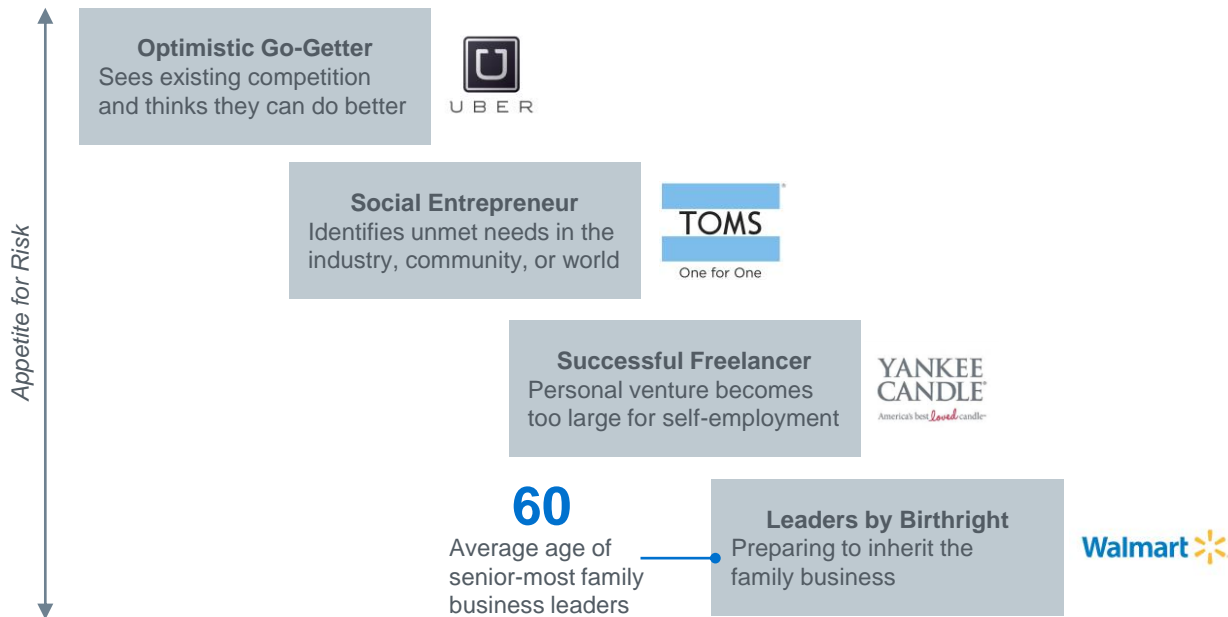 Optimistic Go-Getter
Sees existing competition
and thinks they can do better
UBER
Appetite for Risk
Social Entrepreneur
Identifies unmet needs in the
industry, community, or world
TOMS
One for One
Successful Freelancer
Personal venture becomes
too large for self-employment
YANKEE
CANDLE®
America's best loved candle™
60
Average age of
senior-most family
business leaders
Leaders by Birthright
Preparing to inherit the
family business
Walmart